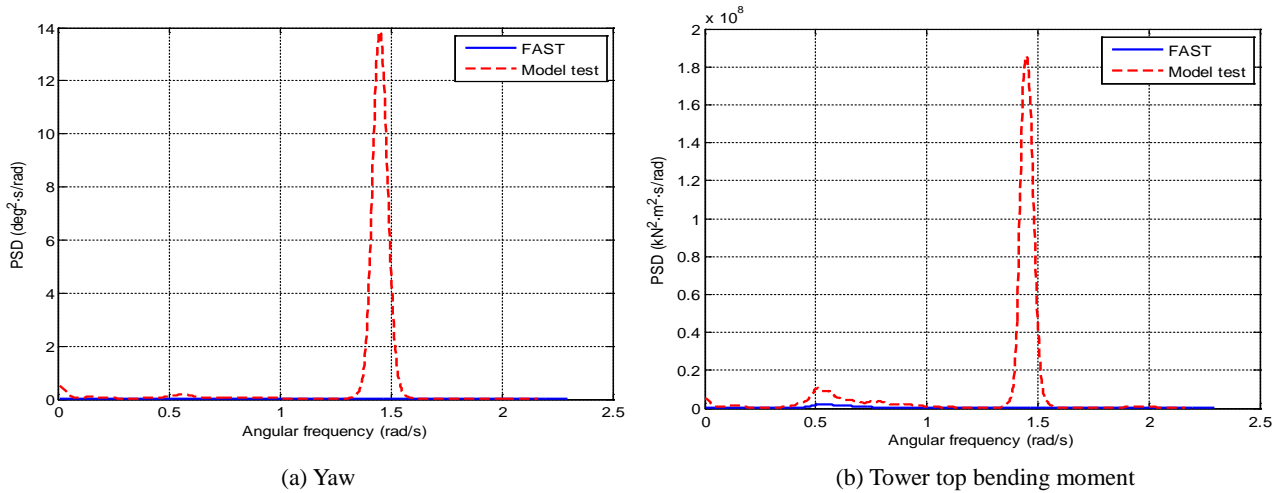 14
12
10
8
6
4
2
0
PSD (deg²·s/rad)
0 0.5 1 1.5 2 2.5
Angular frequency (rad/s)
FAST
Model test
(a) Yaw
x 10⁸
2
1.8
1.6
1.4
1.2
1
0.8
0.6
0.4
0.2
0
PSD (kN²·m²·s/rad)
0 0.5 1 1.5 2 2.5
Angular frequency (rad/s)
FAST
Model test
(b) Tower top bending moment